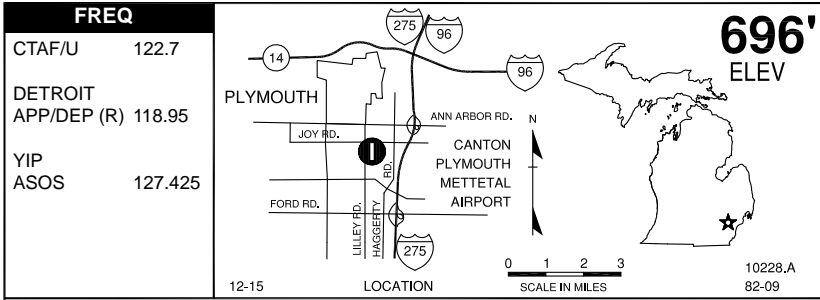 FREQ
CTAF/U 122.7
DETROIT
APP/DEP (R) 118.95
YIP
ASOS 127.425
275
96
14
96
PLYMOUTH
ANN ARBOR RD.
JOY RD.
N
CANTON
PLYMOUTH
METTETAL
AIRPORT
FORD RD.
LILLEY RD.
HAGGERTY RD.
275
0 1 2 3
SCALE IN MILES
12-15
LOCATION
696'
ELEV
10228.A
82-09